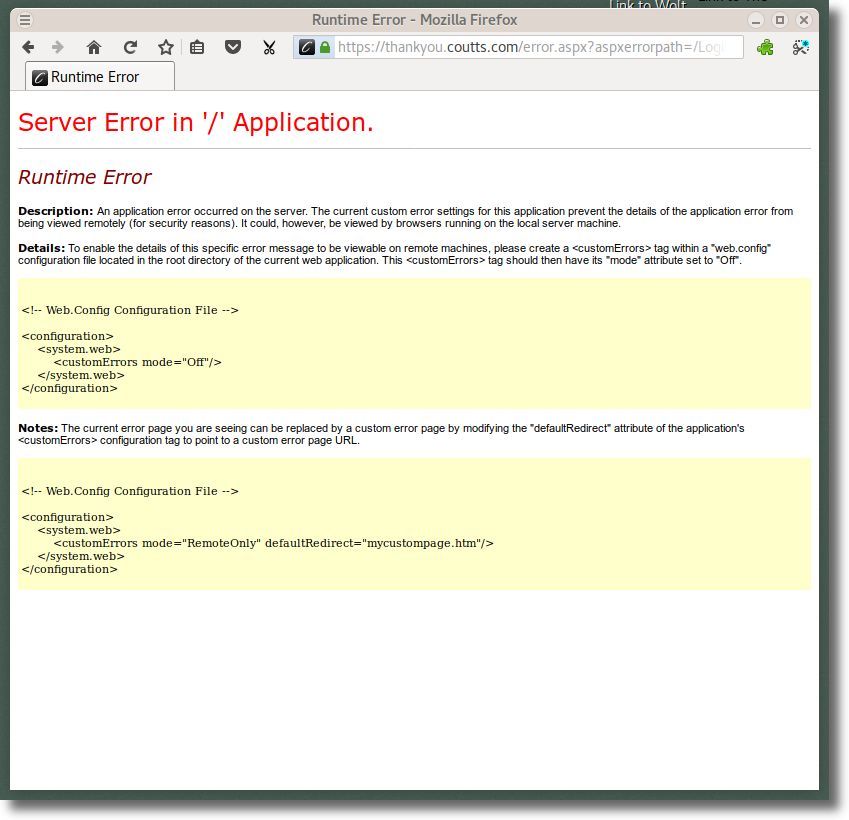 Link to Wolt
Runtime Error - Mozilla Firefox
https://thankyou.coutts.com/error.aspx?aspxerrorpath=/Logi
Runtime Error
Server Error in '/' Application.
Runtime Error
Description: An application error occurred on the server. The current custom error settings for this application prevent the details of the application error from
being viewed remotely (for security reasons). It could, however, be viewed by browsers running on the local server machine.
Details: To enable the details of this specific error message to be viewable on remote machines, please create a <customErrors> tag within a "web.config"
configuration file located in the root directory of the current web application. This <customErrors> tag should then have its "mode" attribute set to "Off".
<!-- Web.Config Configuration File -->
<configuration>
<system.web>
<customErrors mode="Off"/>
</system.web>
</configuration>
Notes: The current error page you are seeing can be replaced by a custom error page by modifying the "defaultRedirect" attribute of the application's
<customErrors> configuration tag to point to a custom error page URL.
<!-- Web.Config Configuration File -->
<configuration>
<system.web>
<customErrors mode="RemoteOnly" defaultRedirect="mycustompage.htm"/>
</system.web>
</configuration>